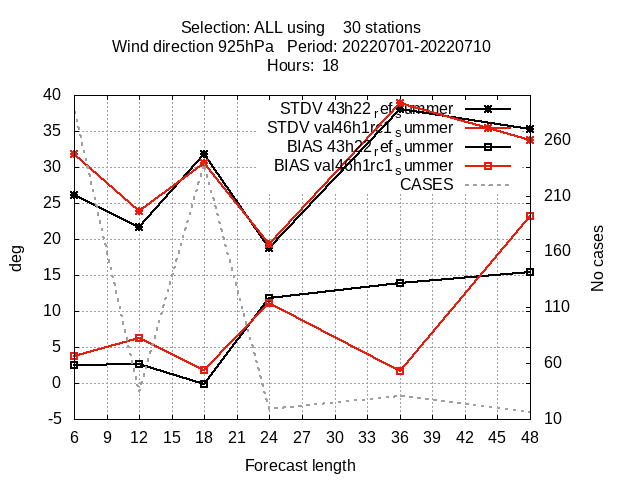 Selection: ALL using    30 stations
Wind direction 925hPa   Period: 20220701-20220710
Hours:  18
STDV 43h22_ref_summer
STDV val46h1rc1_summer
BIAS 43h22_ref_summer
BIAS val46h1rc1_summer
CASES
40
35
30
25
20
15
10
5
0
-5
deg
260
210
160
110
60
10
No cases
6 9 12 15 18 21 24 27 30 33 36 39 42 45 48
Forecast length